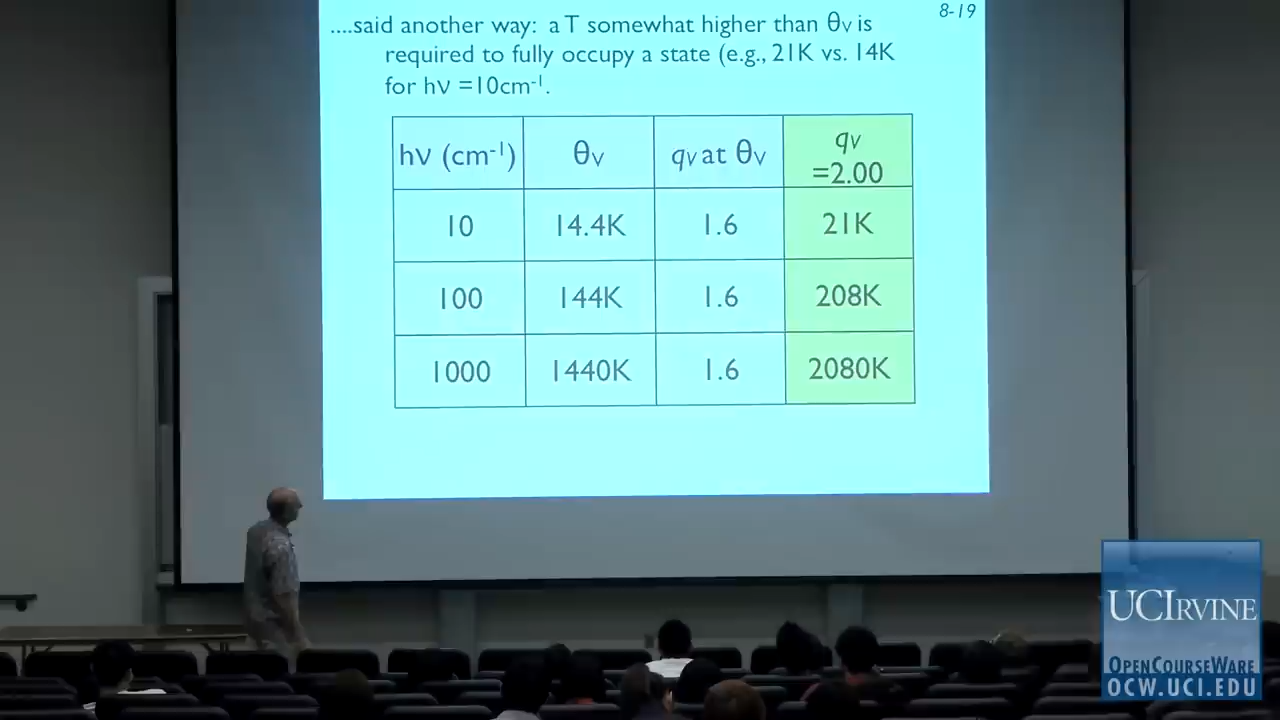 8-19
....said another way: a T somewhat higher than θv is
required to fully occupy a state (e.g., 21K vs. 14K
for hν =10cm-1.
hν (cm-1) θv qv at θv qv =2.00
10 14.4K 1.6 21K
100 144K 1.6 208K
1000 1440K 1.6 2080K
UCIRVINE
OPENCOURSEWARE
OCW.UCI.EDU